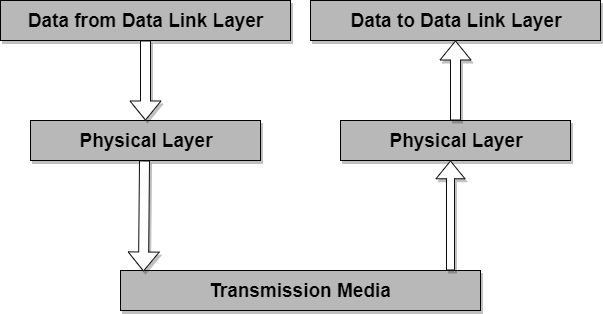 Data from Data Link Layer
Data to Data Link Layer
Physical Layer
Physical Layer
Transmission Media